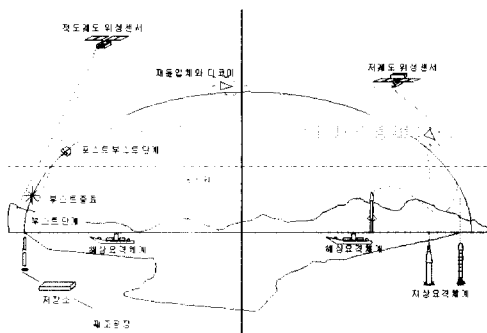 적도궤도 위성센서
저궤도 위성센서
재돌입체와 디코이
포스트부스트단계
부스트종료
부스트단계
해상요격체계
해상요격체계
지상요격체계
저장소
제조공장